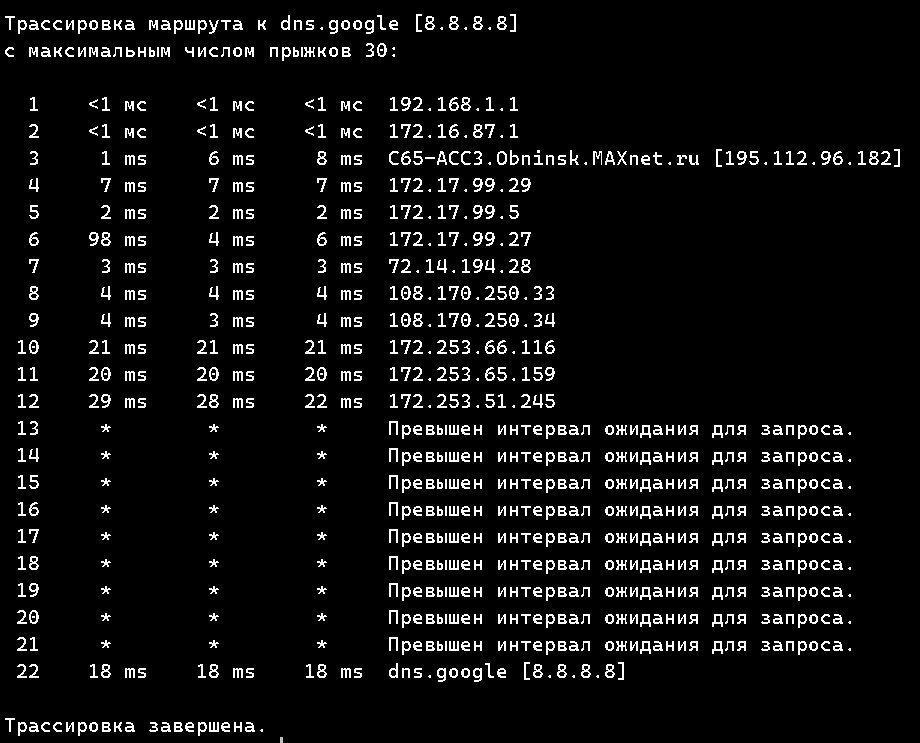 Трассировка маршрута к dns.google [8.8.8.8]
с максимальным числом прыжков 30:
1 <1 мс <1 мс <1 мс 192.168.1.1
2 <1 мс <1 мс <1 мс 172.16.87.1
3 1 ms 6 ms 8 ms C65-ACC3.Obninsk.MAXnet.ru [195.112.96.182]
4 7 ms 7 ms 7 ms 172.17.99.29
5 2 ms 2 ms 2 ms 172.17.99.5
6 98 ms 4 ms 6 ms 172.17.99.27
7 3 ms 3 ms 3 ms 72.14.194.28
8 4 ms 4 ms 4 ms 108.170.250.33
9 4 ms 3 ms 4 ms 108.170.250.34
10 21 ms 21 ms 21 ms 172.253.66.116
11 20 ms 20 ms 20 ms 172.253.65.159
12 29 ms 28 ms 22 ms 172.253.51.245
13 * * * Превышен интервал ожидания для запроса.
14 * * * Превышен интервал ожидания для запроса.
15 * * * Превышен интервал ожидания для запроса.
16 * * * Превышен интервал ожидания для запроса.
17 * * * Превышен интервал ожидания для запроса.
18 * * * Превышен интервал ожидания для запроса.
19 * * * Превышен интервал ожидания для запроса.
20 * * * Превышен интервал ожидания для запроса.
21 * * * Превышен интервал ожидания для запроса.
22 18 ms 18 ms 18 ms dns.google [8.8.8.8]
Трассировка завершена.